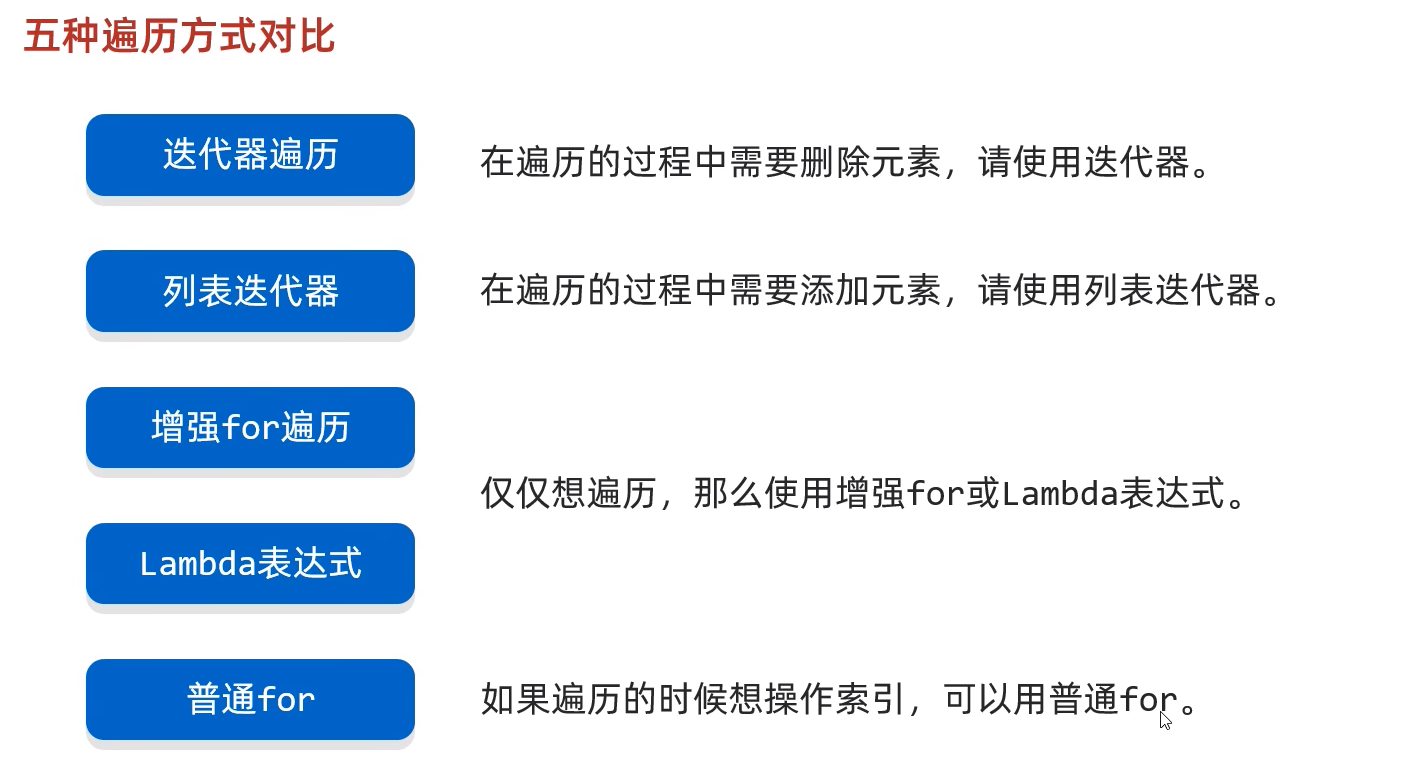 五种遍历方式对比
迭代器遍历
在遍历的过程中需要删除元素，请使用迭代器。
列表迭代器
在遍历的过程中需要添加元素，请使用列表迭代器。
增强for遍历
仅仅想遍历，那么使用增强for或Lambda表达式。
Lambda表达式
普通for
如果遍历的时候想操作索引，可以用普通for。